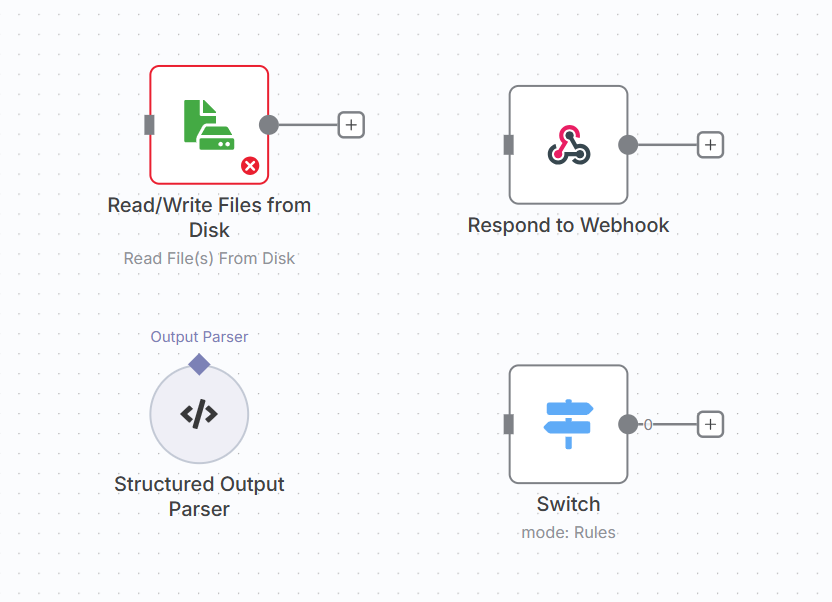 Read/Write Files from
Disk
Read File(s) From Disk
Respond to Webhook
Output Parser
</>
Structured Output
Parser
0
Switch
mode: Rules